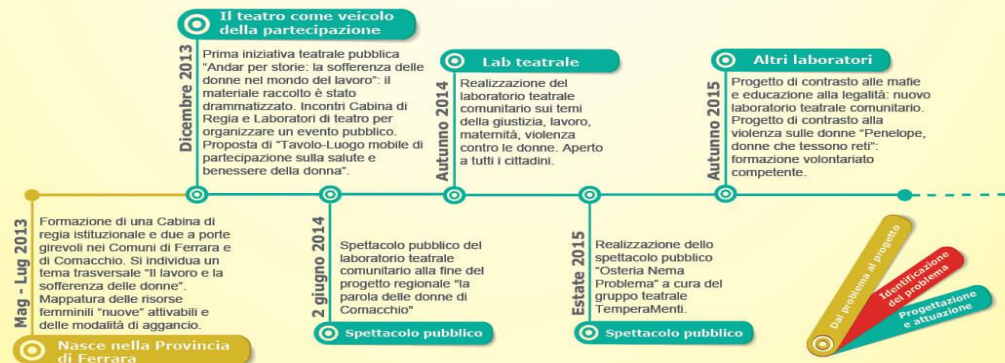 Il teatro come veicolo
della partecipazione
Dicembre 2013
Prima iniziativa teatrale pubblica
"Andar per storie: la sofferenza delle
donne nel mondo del lavoro": il
materiale raccolto è stato
drammatizzato. Incontri Cabina di
Regia e Laboratori di teatro per
organizzare un evento pubblico.
Proposta di "Tavolo-Luogo mobile di
partecipazione sulla salute e
benessere della donna".
Lab teatrale
Autunno 2014
Realizzazione del
laboratorio teatrale
comunitario sui temi
della giustizia, lavoro,
maternità, violenza
contro le donne. Aperto
a tutti i cittadini.
Altri laboratori
Autunno 2015
Progetto di contrasto alle mafie
e educazione alla legalità: nuovo
laboratorio teatrale comunitario.
Progetto di contrasto alla
violenza sulle donne "Penelope,
donne che tessono reti":
formazione volontariato
competente.
Mag - Lug 2013
Formazione di una Cabina di
regia istituzionale e due a porte
girevoli nei Comuni di Ferrara e
di Comacchio. Si individua un
tema trasversale "Il lavoro e la
sofferenza delle donne".
Mappatura delle risorse
femminili "nuove" attivabili e
delle modalità di aggancio.
Nasce nella Provincia
di Ferrara
2 giugno 2014
Spettacolo pubblico del
laboratorio teatrale
comunitario alla fine del
progetto regionale "la
parola delle donne di
Comacchio"
Spettacolo pubblico
Estate 2015
Realizzazione dello
spettacolo pubblico
"Osteria Nema
Problema" a cura del
gruppo teatrale
TemperaMenti.
Spettacolo pubblico
Dal problema al progetto
Identificazione
del problema
Progettazione
e attuazione